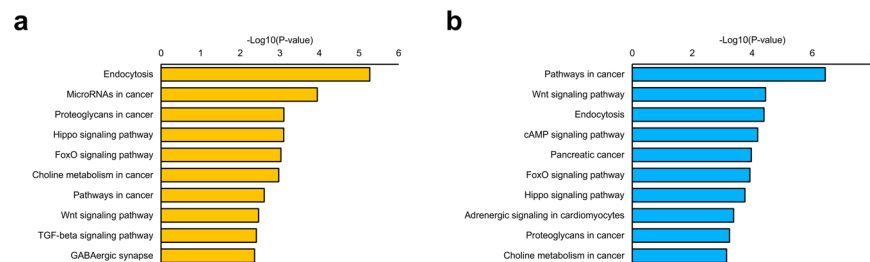 a
-Log10(P-value)
0 1 2 3 4 5 6
Endocytosis
MicroRNAs in cancer
Proteoglycans in cancer
Hippo signaling pathway
FoxO signaling pathway
Choline metabolism in cancer
Pathways in cancer
Wnt signaling pathway
TGF-beta signaling pathway
GABAergic synapse
b
-Log10(P-value)
0 2 4 6
Pathways in cancer
Wnt signaling pathway
Endocytosis
cAMP signaling pathway
Pancreatic cancer
FoxO signaling pathway
Hippo signaling pathway
Adrenergic signaling in cardiomyocytes
Proteoglycans in cancer
Choline metabolism in cancer